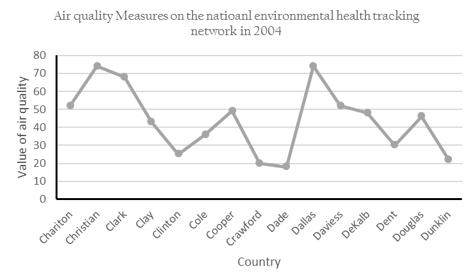 Air quality Measures on the natioanl environmental health tracking
network in 2004
Value of air quality
80
70
60
50
40
30
20
10
0
Chariton
Christian
Clark
Clay
Clinton
Cole
Cooper
Crawford
Dade
Dallas
Daviess
DeKalb
Dent
Douglas
Dunklin
Country